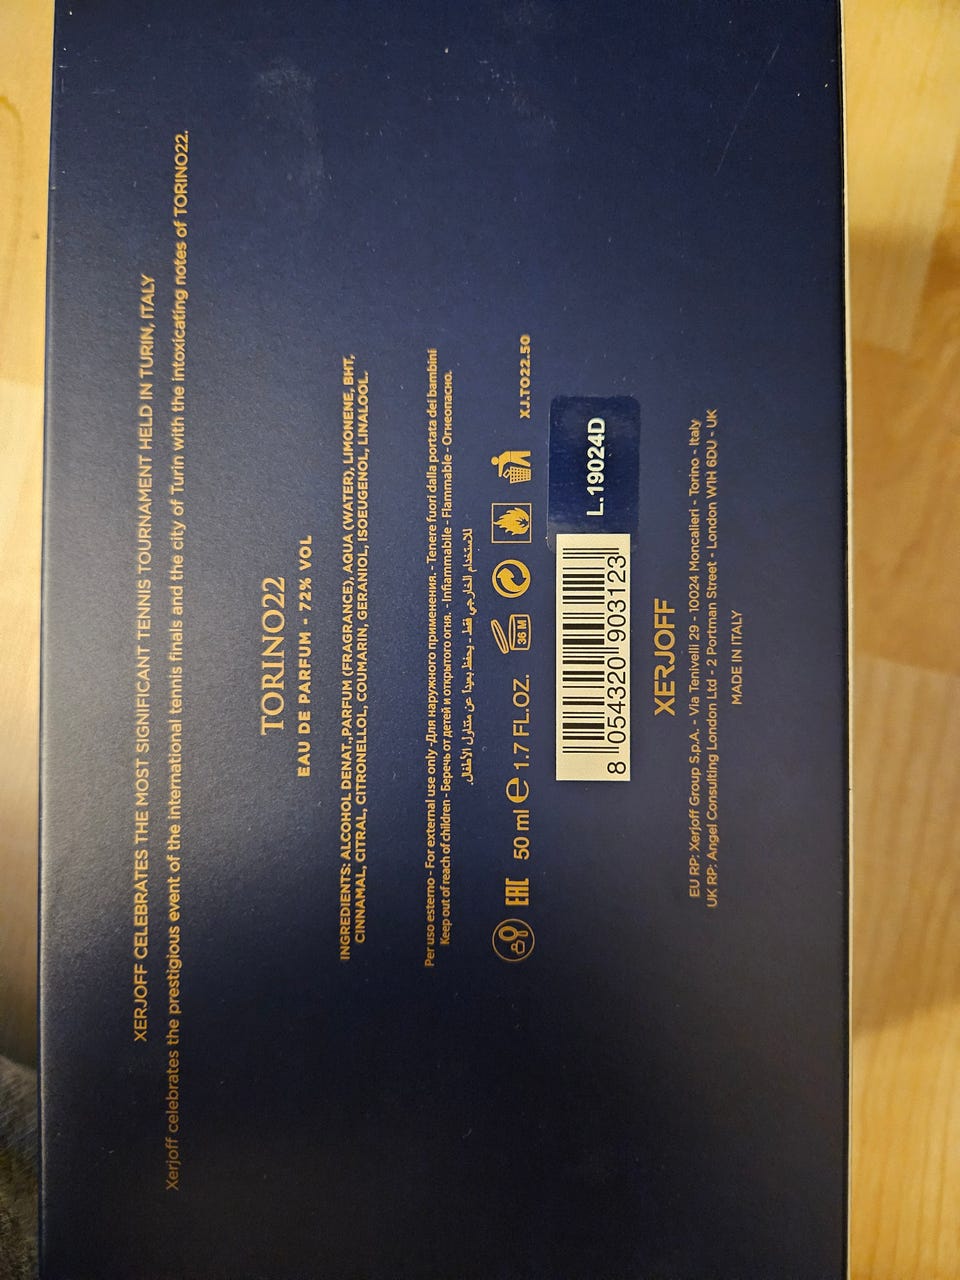 XERJOFF CELEBRATES THE MOST SIGNIFICANT TENNIS TOURNAMENT HELD IN TURIN, ITALY
Xerjoff celebrates the prestigious event of the international tennis finals and the city of Turin with the intoxicating notes of TORINO22.
TORINO22
EAU DE PARFUM - 72% VOL
INGREDIENTS: ALCOHOL DENAT.,PARFUM (FRAGRANCE), AQUA (WATER), LIMONENE, BHT,
CINNAMAL, CITRAL, CITRONELLOL, COUMARIN, GERANIOL, ISOEUGENOL, LINALOOL.
Per uso esterno - For external use only -Для наружного применения. - Tenere fuori dalla portata dei bambini
Keep out of reach of children - Беречь от детей и открытого огня. - Infiammabile - Flammable - Огнеопасно.
للاستخدام الخارجي فقط - يحفظ بعيدا عن متناول الأطفال.
EAC 50 ml e 1.7 FL.OZ. 36 M XJ.TO22.50
L.19024D
8 054320 903123
XERJOFF
EU RP: Xerjoff Group S.p.A. - Via Tenivelli 29 - 10024 Moncalieri - Torino - Italy
UK RP: Angel Consulting London Ltd - 2 Portman Street - London W1H 6DU - UK
MADE IN ITALY